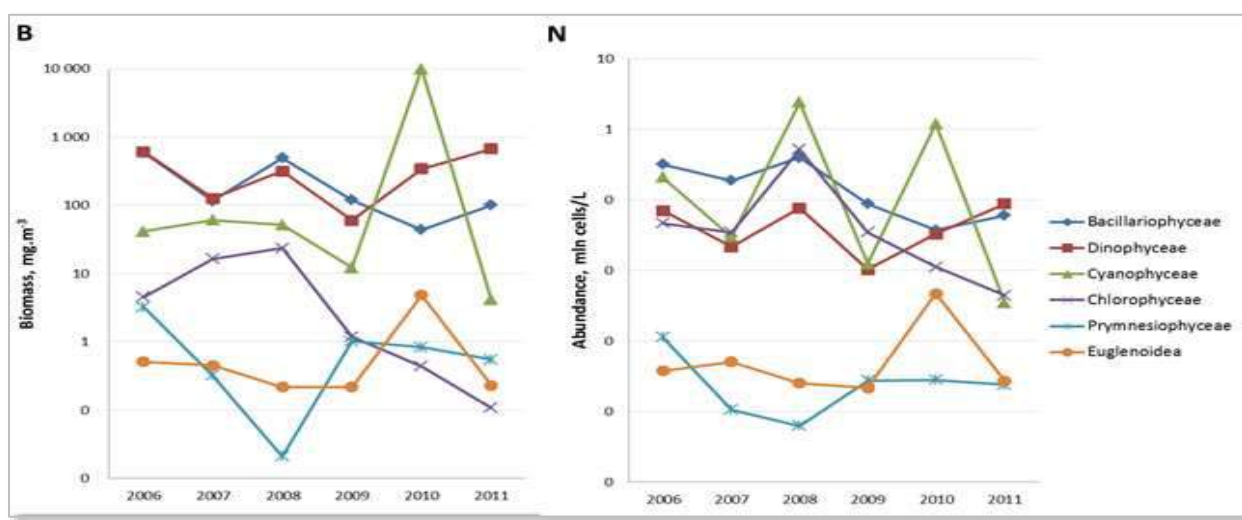 B
N
10 000
1 000
100
10
1
0
0
Biomass, mg.m-3
2006 2007 2008 2009 2010 2011
10
1
0
0
0
0
0
Abundance, mln cells/L
2006 2007 2008 2009 2010 2011
Bacillariophyceae
Dinophyceae
Cyanophyceae
Chlorophyceae
Prymnesiophyceae
Euglenoidea